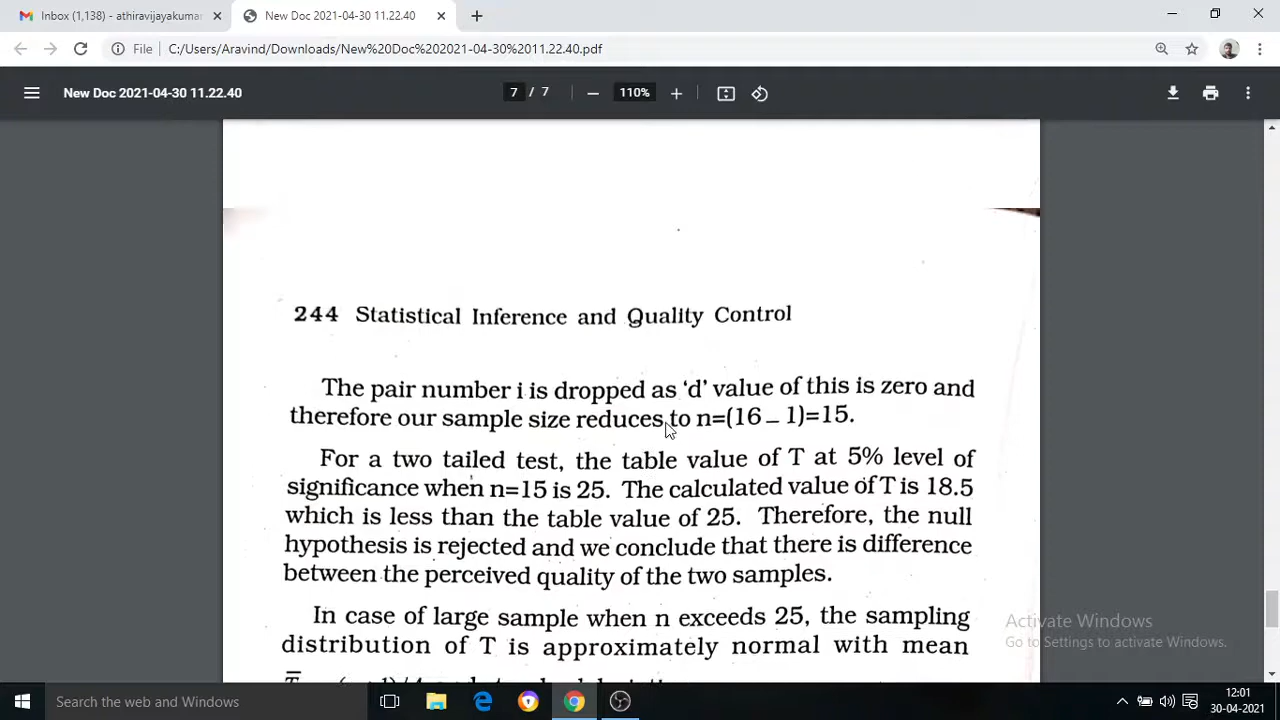 Inbox (1,138) - athiravijayakumar
New Doc 2021-04-30 11.22.40
File
C:/Users/Aravind/Downloads/New%20Doc%202021-04-30%2011.22.40.pdf
New Doc 2021-04-30 11.22.40
7 / 7
110%
244 Statistical Inference and Quality Control
The pair number i is dropped as 'd' value of this is zero and
therefore our sample size reduces to n=(16 – 1)=15.
For a two tailed test, the table value of T at 5% level of
significance when n=15 is 25. The calculated value of T is 18.5
which is less than the table value of 25. Therefore, the null
hypothesis is rejected and we conclude that there is difference
between the perceived quality of the two samples.
In case of large sample when n exceeds 25, the sampling
distribution of T is approximately normal with mean
Activate Windows
Go to Settings to activate Windows.
Search the web and Windows
12:01
30-04-2021